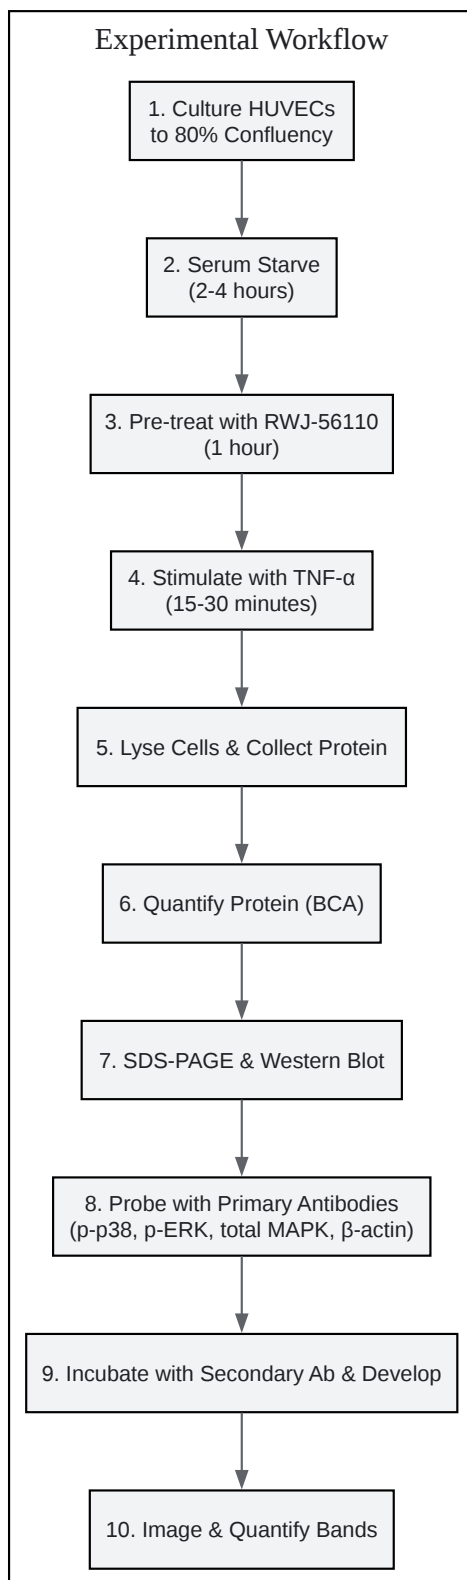 Experimental Workflow
1. Culture HUVECs
to 80% Confluency
2. Serum Starve
(2-4 hours)
3. Pre-treat with RWJ-56110
(1 hour)
4. Stimulate with TNF-α
(15-30 minutes)
5. Lyse Cells & Collect Protein
6. Quantify Protein (BCA)
7. SDS-PAGE & Western Blot
8. Probe with Primary Antibodies
(p-p38, p-ERK, total MAPK, β-actin)
9. Incubate with Secondary Ab & Develop
10. Image & Quantify Bands